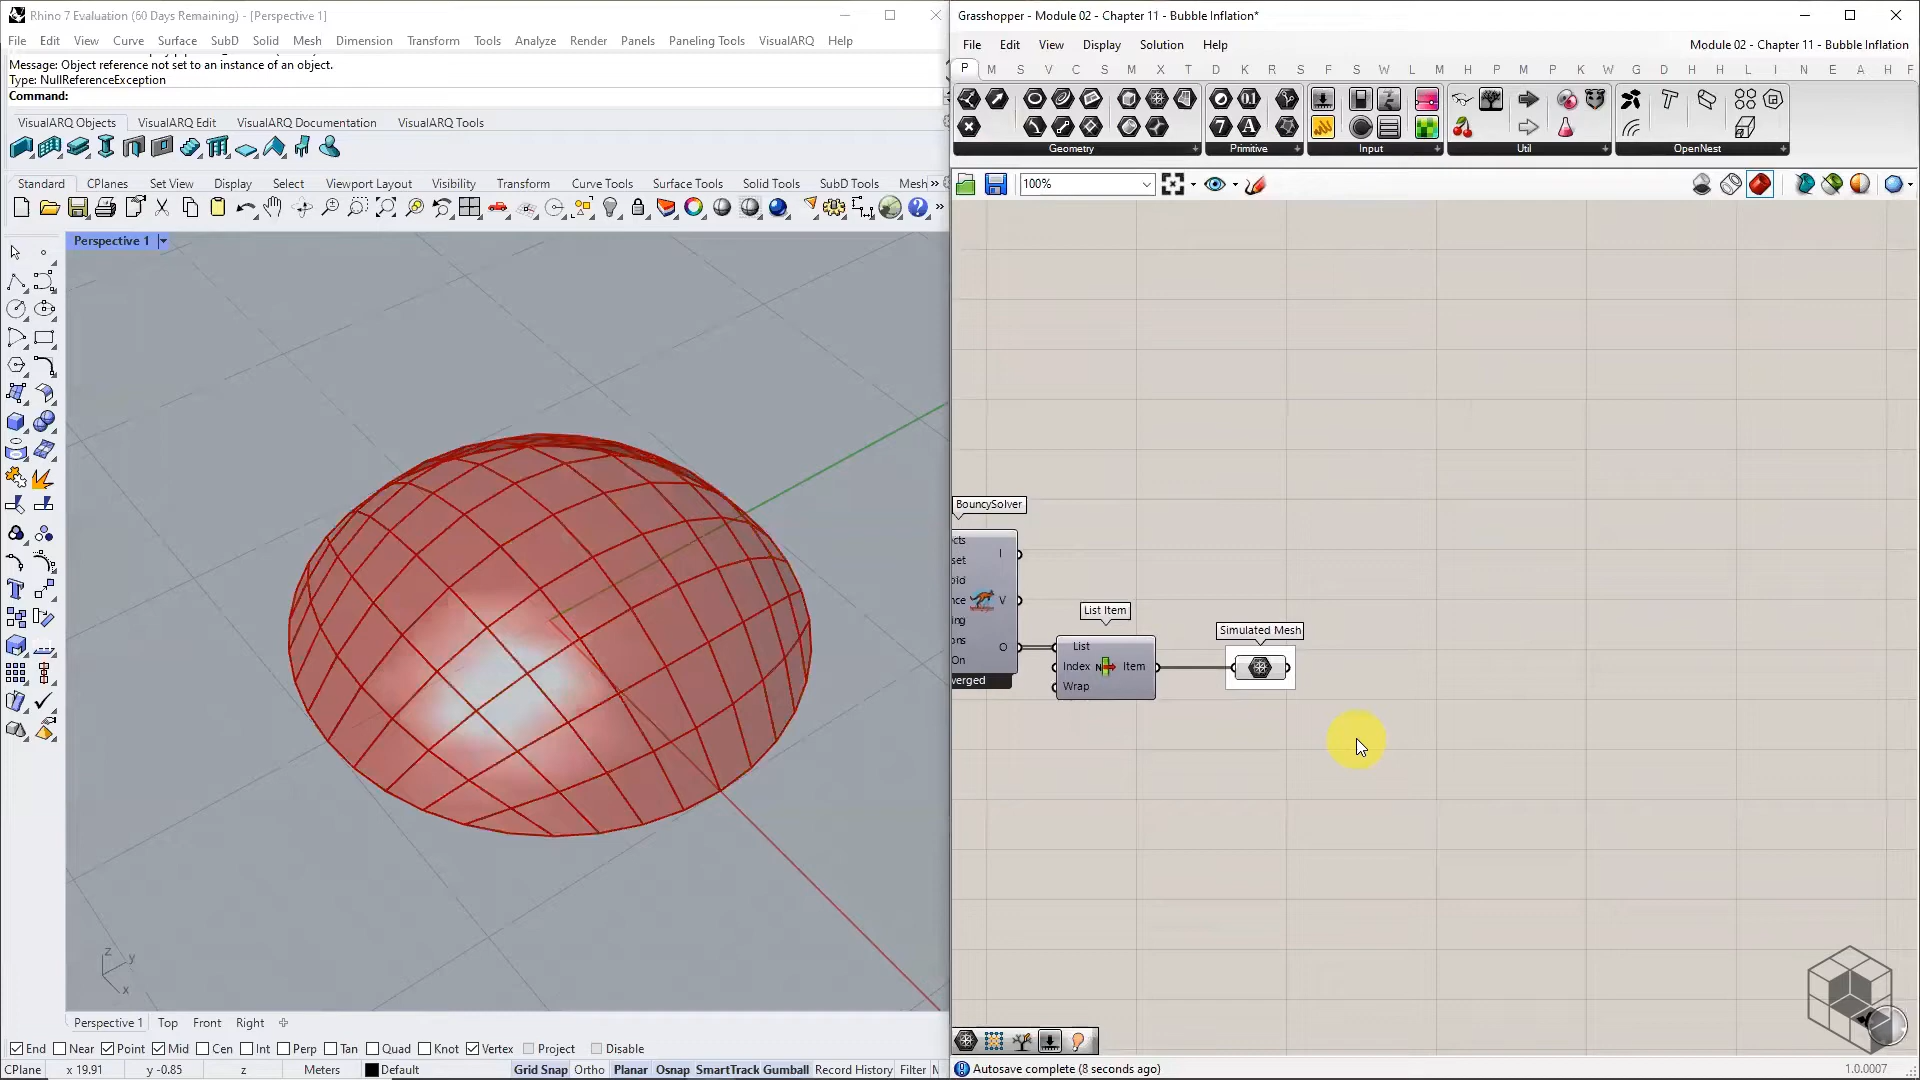 Rhino 7 Evaluation (60 Days Remaining) - [Perspective 1]
File Edit View Curve Surface SubD Solid Mesh Dimension Transform Tools Analyze Render Panels Paneling Tools VisualARQ Help
Message: Object reference not set to an instance of an object.
Type: NullReferenceException
Command:
VisualARQ Objects VisualARQ Edit VisualARQ Documentation VisualARQ Tools
Standard CPlanes Set View Display Select Viewport Layout Visibility Transform Curve Tools Surface Tools Solid Tools SubD Tools Mesh »
Perspective 1
z
y
x
Perspective 1 Top Front Right
End Near Point Mid Cen Int Perp Tan Quad Knot Vertex Project Disable
CPlane x 19.91 y -0.85 z Meters Default Grid Snap Ortho Planar Osnap SmartTrack Gumball Record History Filter
Grasshopper - Module 02 - Chapter 11 - Bubble Inflation*
File Edit View Display Solution Help Module 02 - Chapter 11 - Bubble Inflation
P M S V C S M X T D K R S F S W L M H P M P K W G D H H L I N E A H F
Geometry Primitive Input Util OpenNest
100%
BouncySolver
cts I
set
oid
nce V
ing
ons O
On
verged
List Item
List
Index Item
Wrap
Simulated Mesh
Autosave complete (8 seconds ago) 1.0.0007